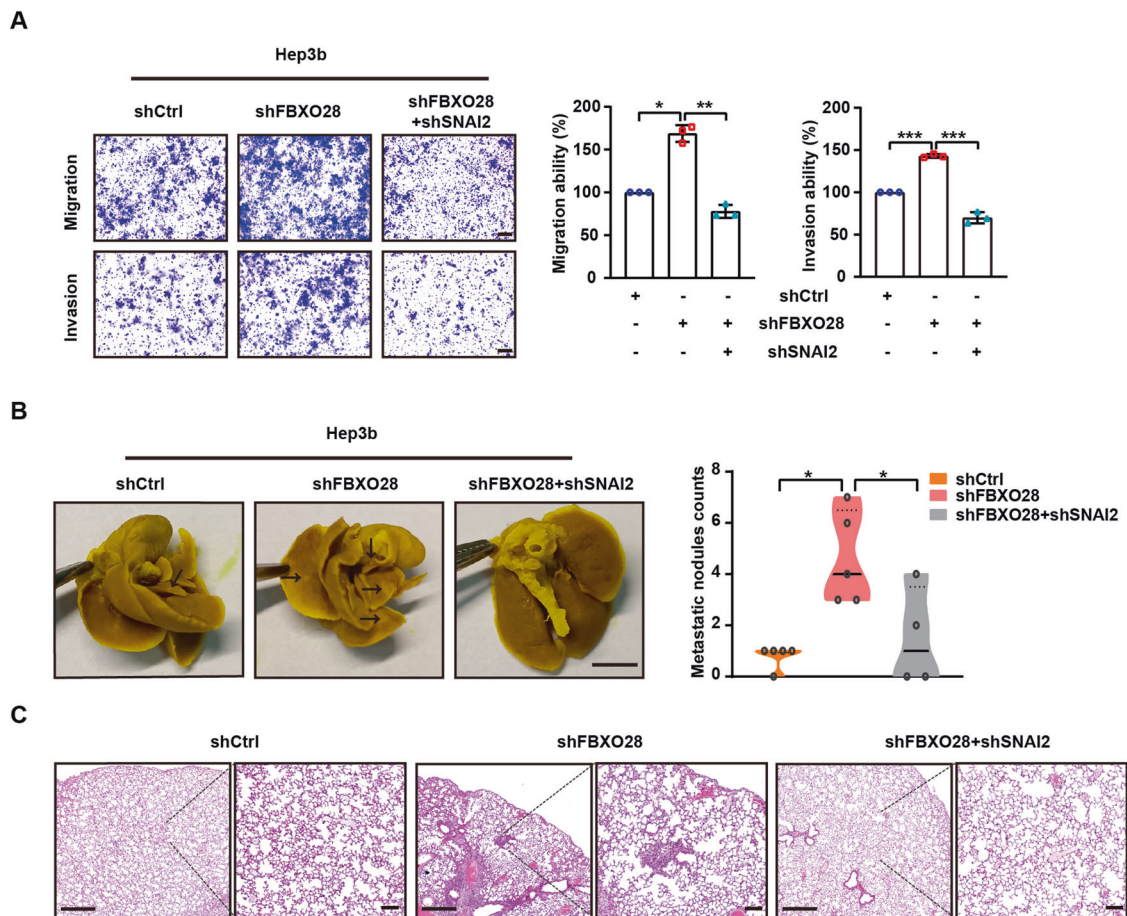 A
Hep3b
shCtrl
shFBXO28
shFBXO28
+shSNAI2
Migration
Invasion
Migration ability (%)
200
150
100
50
0
*
**
Invasion ability (%)
200
150
100
50
0
***
***
+ - - shCtrl + - -
- + + shFBXO28 - + +
- - + shSNAI2 - - +
B
Hep3b
shCtrl
shFBXO28
shFBXO28+shSNAI2
Metastatic nodules counts
8
6
4
2
0
*
*
shCtrl
shFBXO28
shFBXO28+shSNAI2
C
shCtrl
shFBXO28
shFBXO28+shSNAI2